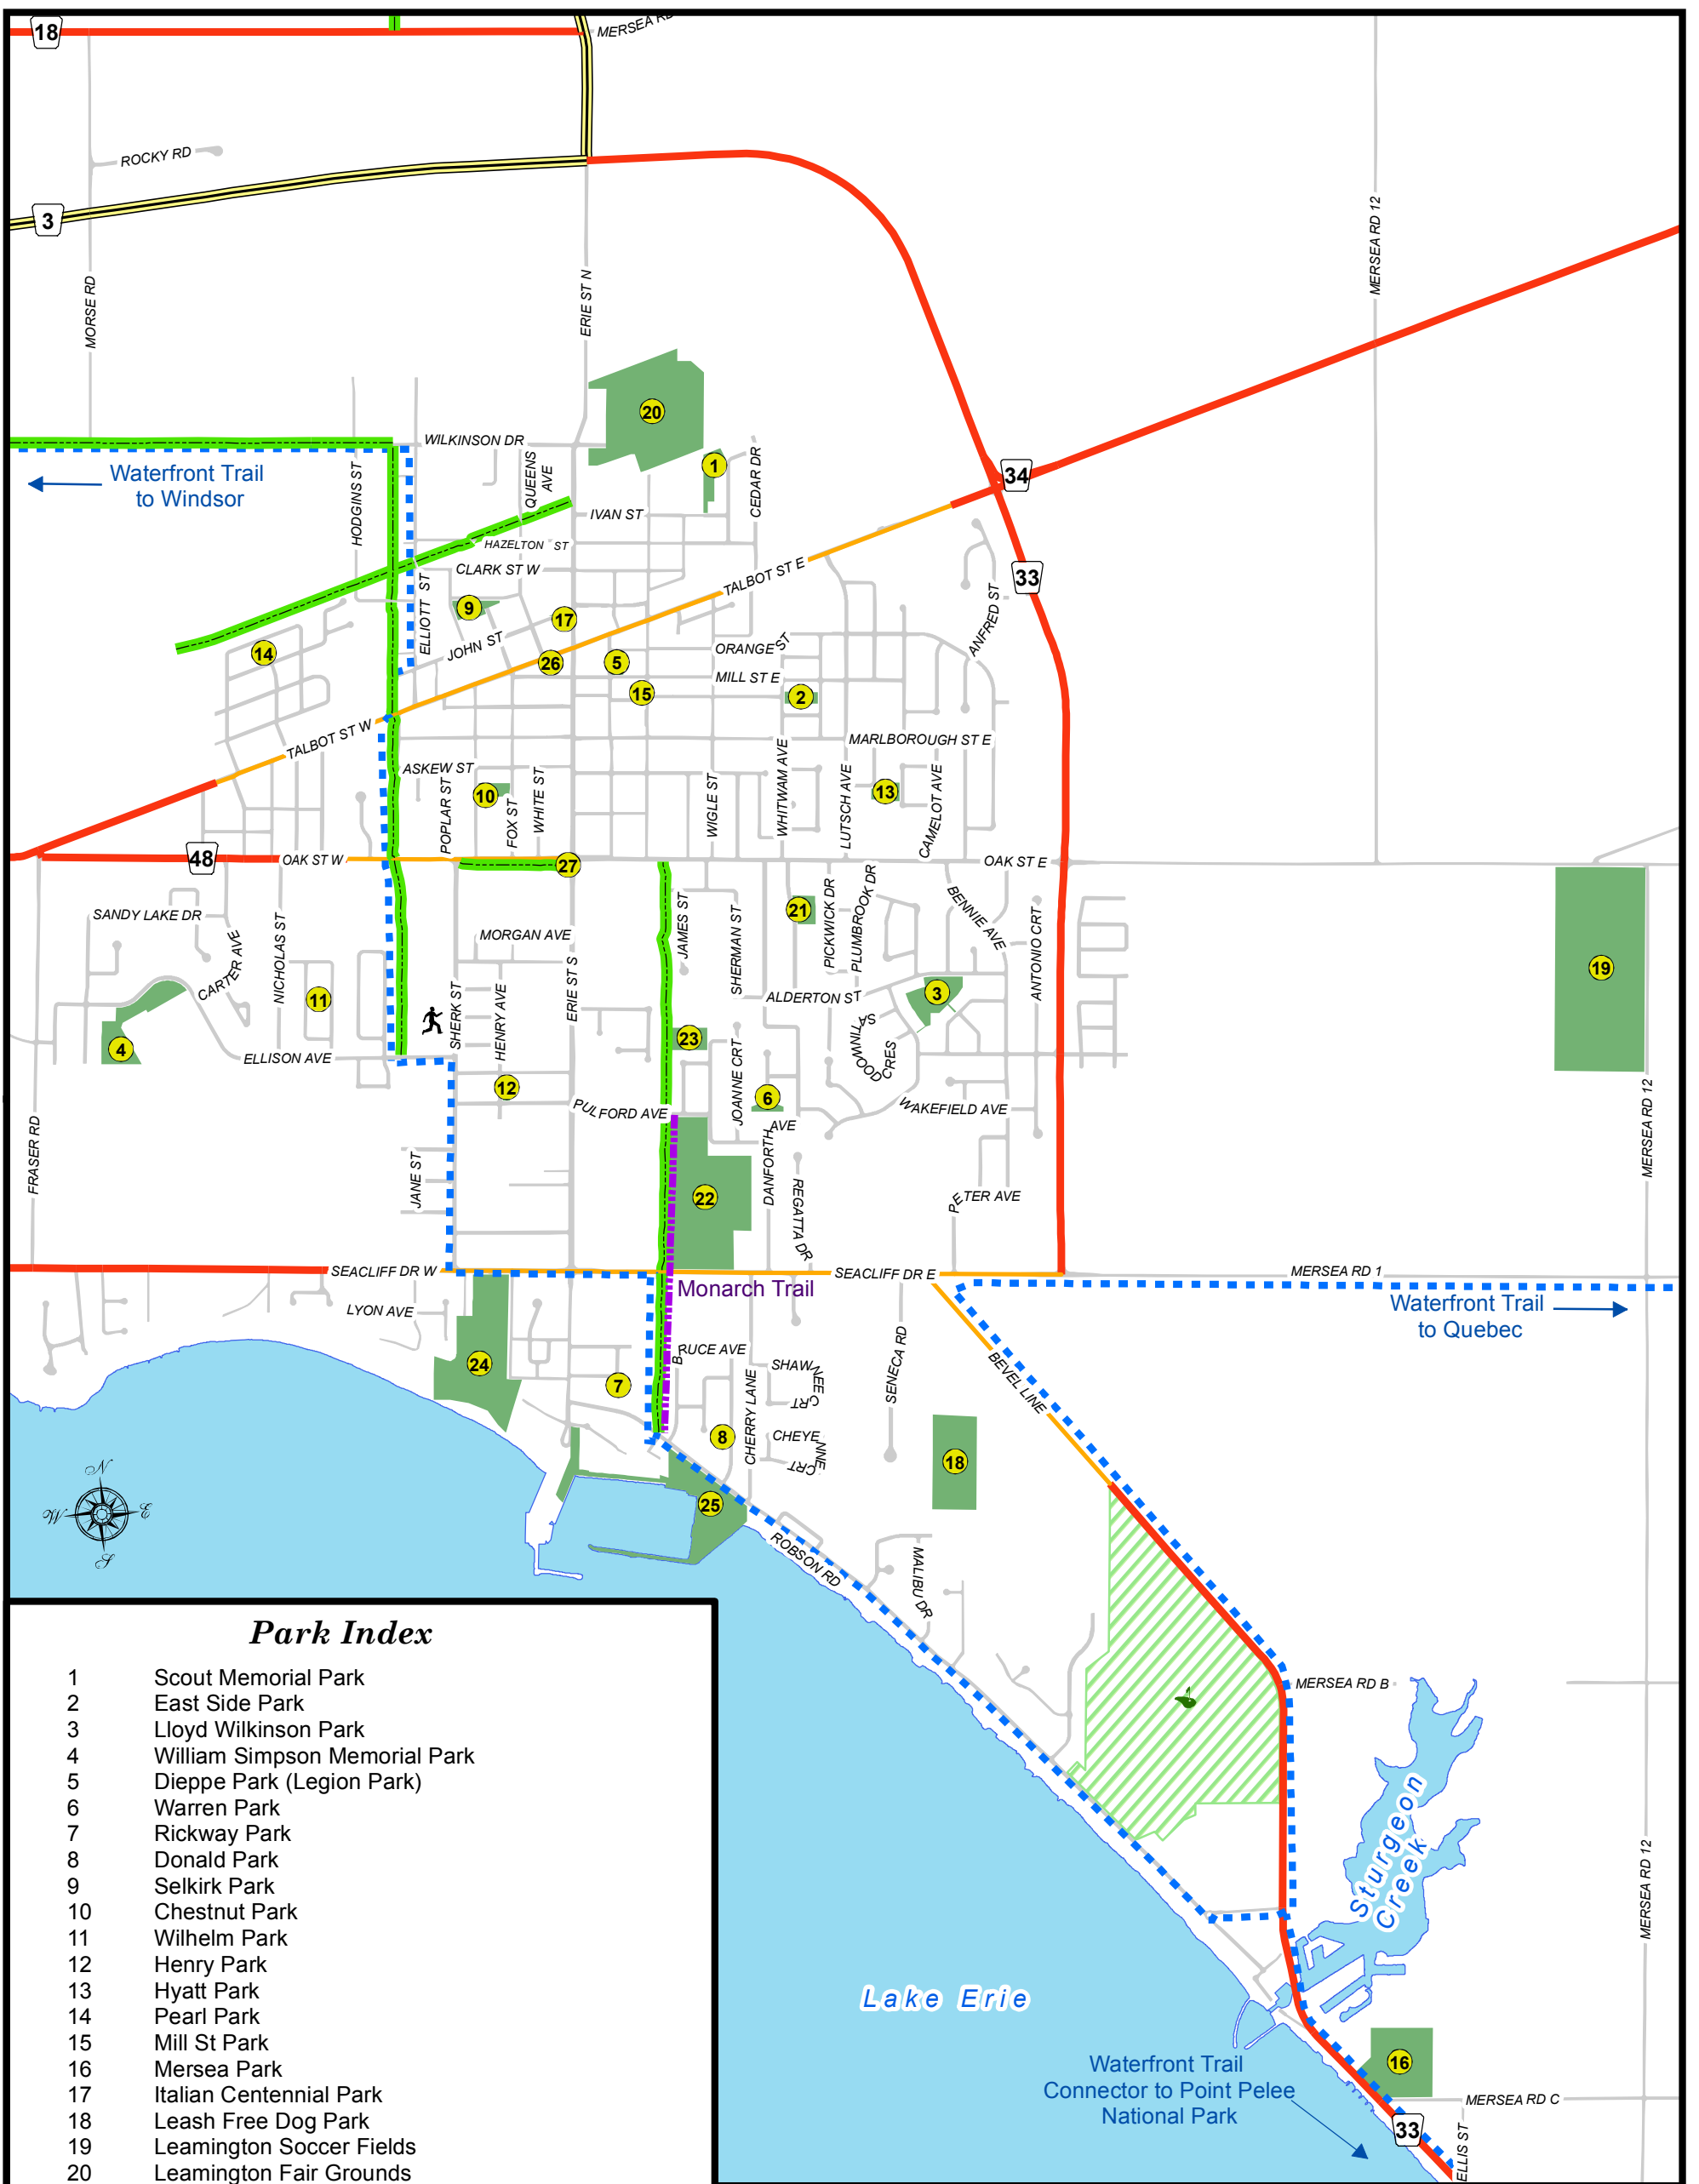 18
MERSEA RD
ROCKY RD
3
MORSE RD
ERIE ST N
MERSEA RD 12
20
WILKINSON DR
1
Waterfront Trail
to Windsor
HODGINS ST
QUEENS
AVE
CEDAR DR
34
IVAN ST
HAZELTON ST
CLARK ST W
TALBOT ST E
33
ELLIOTT ST
9
17
JOHN ST
ANFRED ST
14
26
5
ORANGE ST
MILL ST E
15
2
TALBOT ST W
MARLBOROUGH ST E
ASKEW ST
10
POPLAR ST
FOX ST
WHITE ST
WIGLE ST
WHITWAM AVE
LUTSCH AVE
13
CAMELOT AVE
48
OAK ST W
27
OAK ST E
SANDY LAKE DR
CARTER AVE
NICHOLAS ST
MORGAN AVE
JAMES ST
SHERMAN ST
21
PICKWICK DR
PLUMBROOK DR
BENNIE AVE
ANTONIO CRT
19
11
SHERK ST
HENRY AVE
ERIE ST S
ALDERTON ST
3
4
ELLISON AVE
23
JOANNE CRT
SATINWOOD
CRES
12
6
PULFORD AVE
WAKEFIELD AVE
AVE
DANFORTH
FRASER RD
JANE ST
22
REGATTA DR
PETER AVE
MERSEA RD 12
SEACLIFF DR W
SEACLIFF DR E
MERSEA RD 1
Monarch Trail
LYON AVE
Waterfront Trail
to Quebec
24
7
BRUCE AVE
SHAWNEE CRT
CHERRY LANE
SENECA RD
BEVEL LINE
8
CHEYENNE CRT
18
N
W
E
S
25
ROBSON RD
MALIBU DR
MERSEA RD B
Sturgeon
Creek
MERSEA RD 12
Lake Erie
Waterfront Trail
Connector to Point Pelee
National Park
16
MERSEA RD C
33
ELLIS ST
Park Index
1 Scout Memorial Park
2 East Side Park
3 Lloyd Wilkinson Park
4 William Simpson Memorial Park
5 Dieppe Park (Legion Park)
6 Warren Park
7 Rickway Park
8 Donald Park
9 Selkirk Park
10 Chestnut Park
11 Wilhelm Park
12 Henry Park
13 Hyatt Park
14 Pearl Park
15 Mill St Park
16 Mersea Park
17 Italian Centennial Park
18 Leash Free Dog Park
19 Leamington Soccer Fields
20 Leamington Fair Grounds